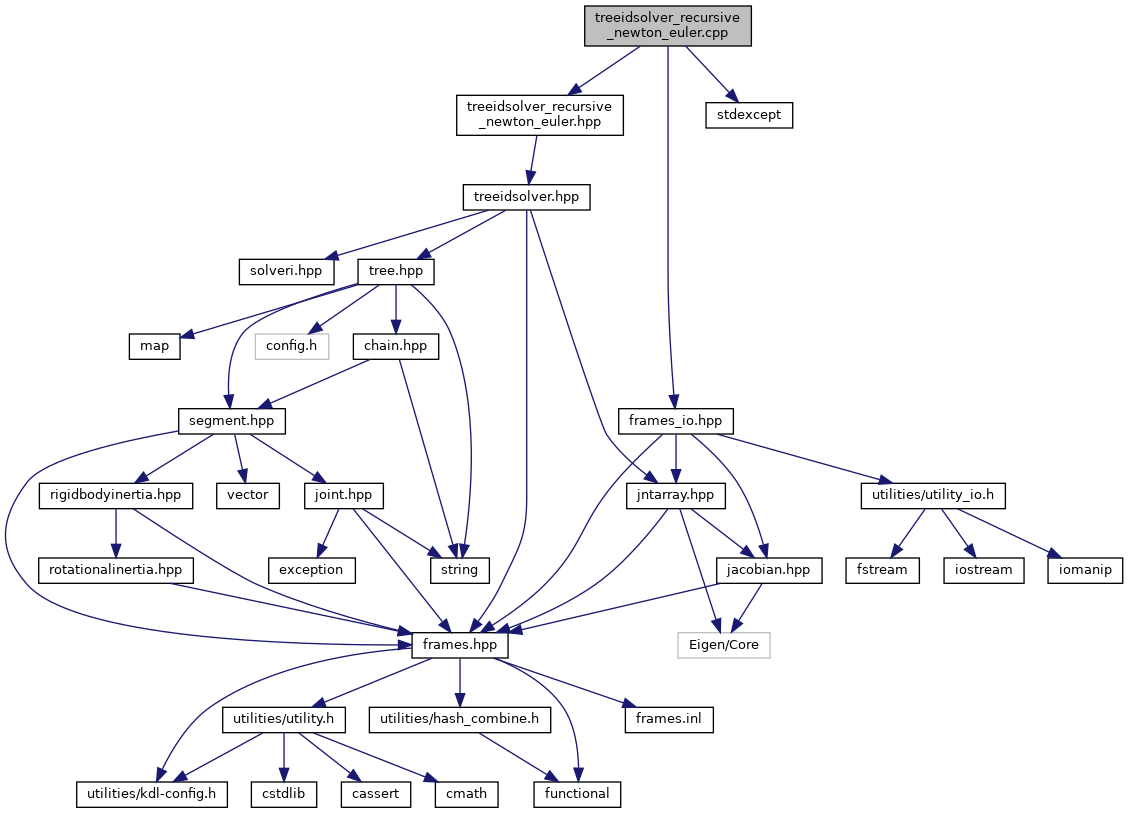 treeidsolver_recursive
_newton_euler.cpp
treeidsolver_recursive
_newton_euler.hpp
stdexcept
treeidsolver.hpp
solveri.hpp
tree.hpp
map
config.h
chain.hpp
segment.hpp
frames_io.hpp
rigidbodyinertia.hpp
vector
joint.hpp
jntarray.hpp
utilities/utility_io.h
rotationalinertia.hpp
exception
string
jacobian.hpp
fstream
iostream
iomanip
frames.hpp
Eigen/Core
utilities/utility.h
utilities/hash_combine.h
frames.inl
utilities/kdl-config.h
cstdlib
cassert
cmath
functional